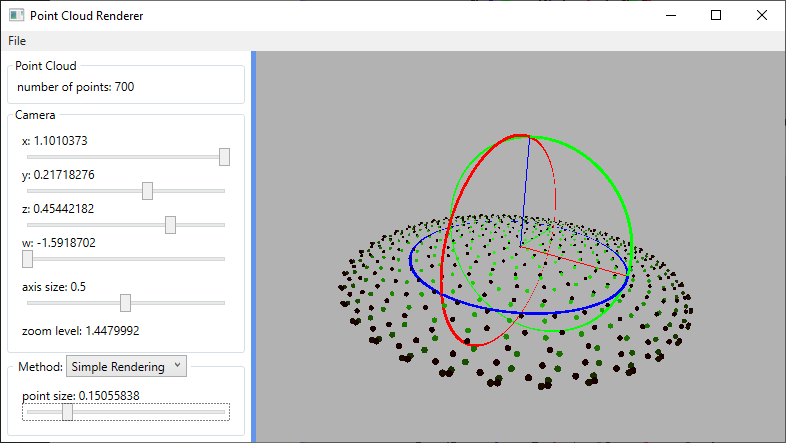 Point Cloud Renderer
File
Point Cloud
number of points: 700
Camera
x: 1.1010373
y: 0.21718276
z: 0.45442182
w: -1.5918702
axis size: 0.5
zoom level: 1.4479992
Method: Simple Rendering
point size: 0.15055838